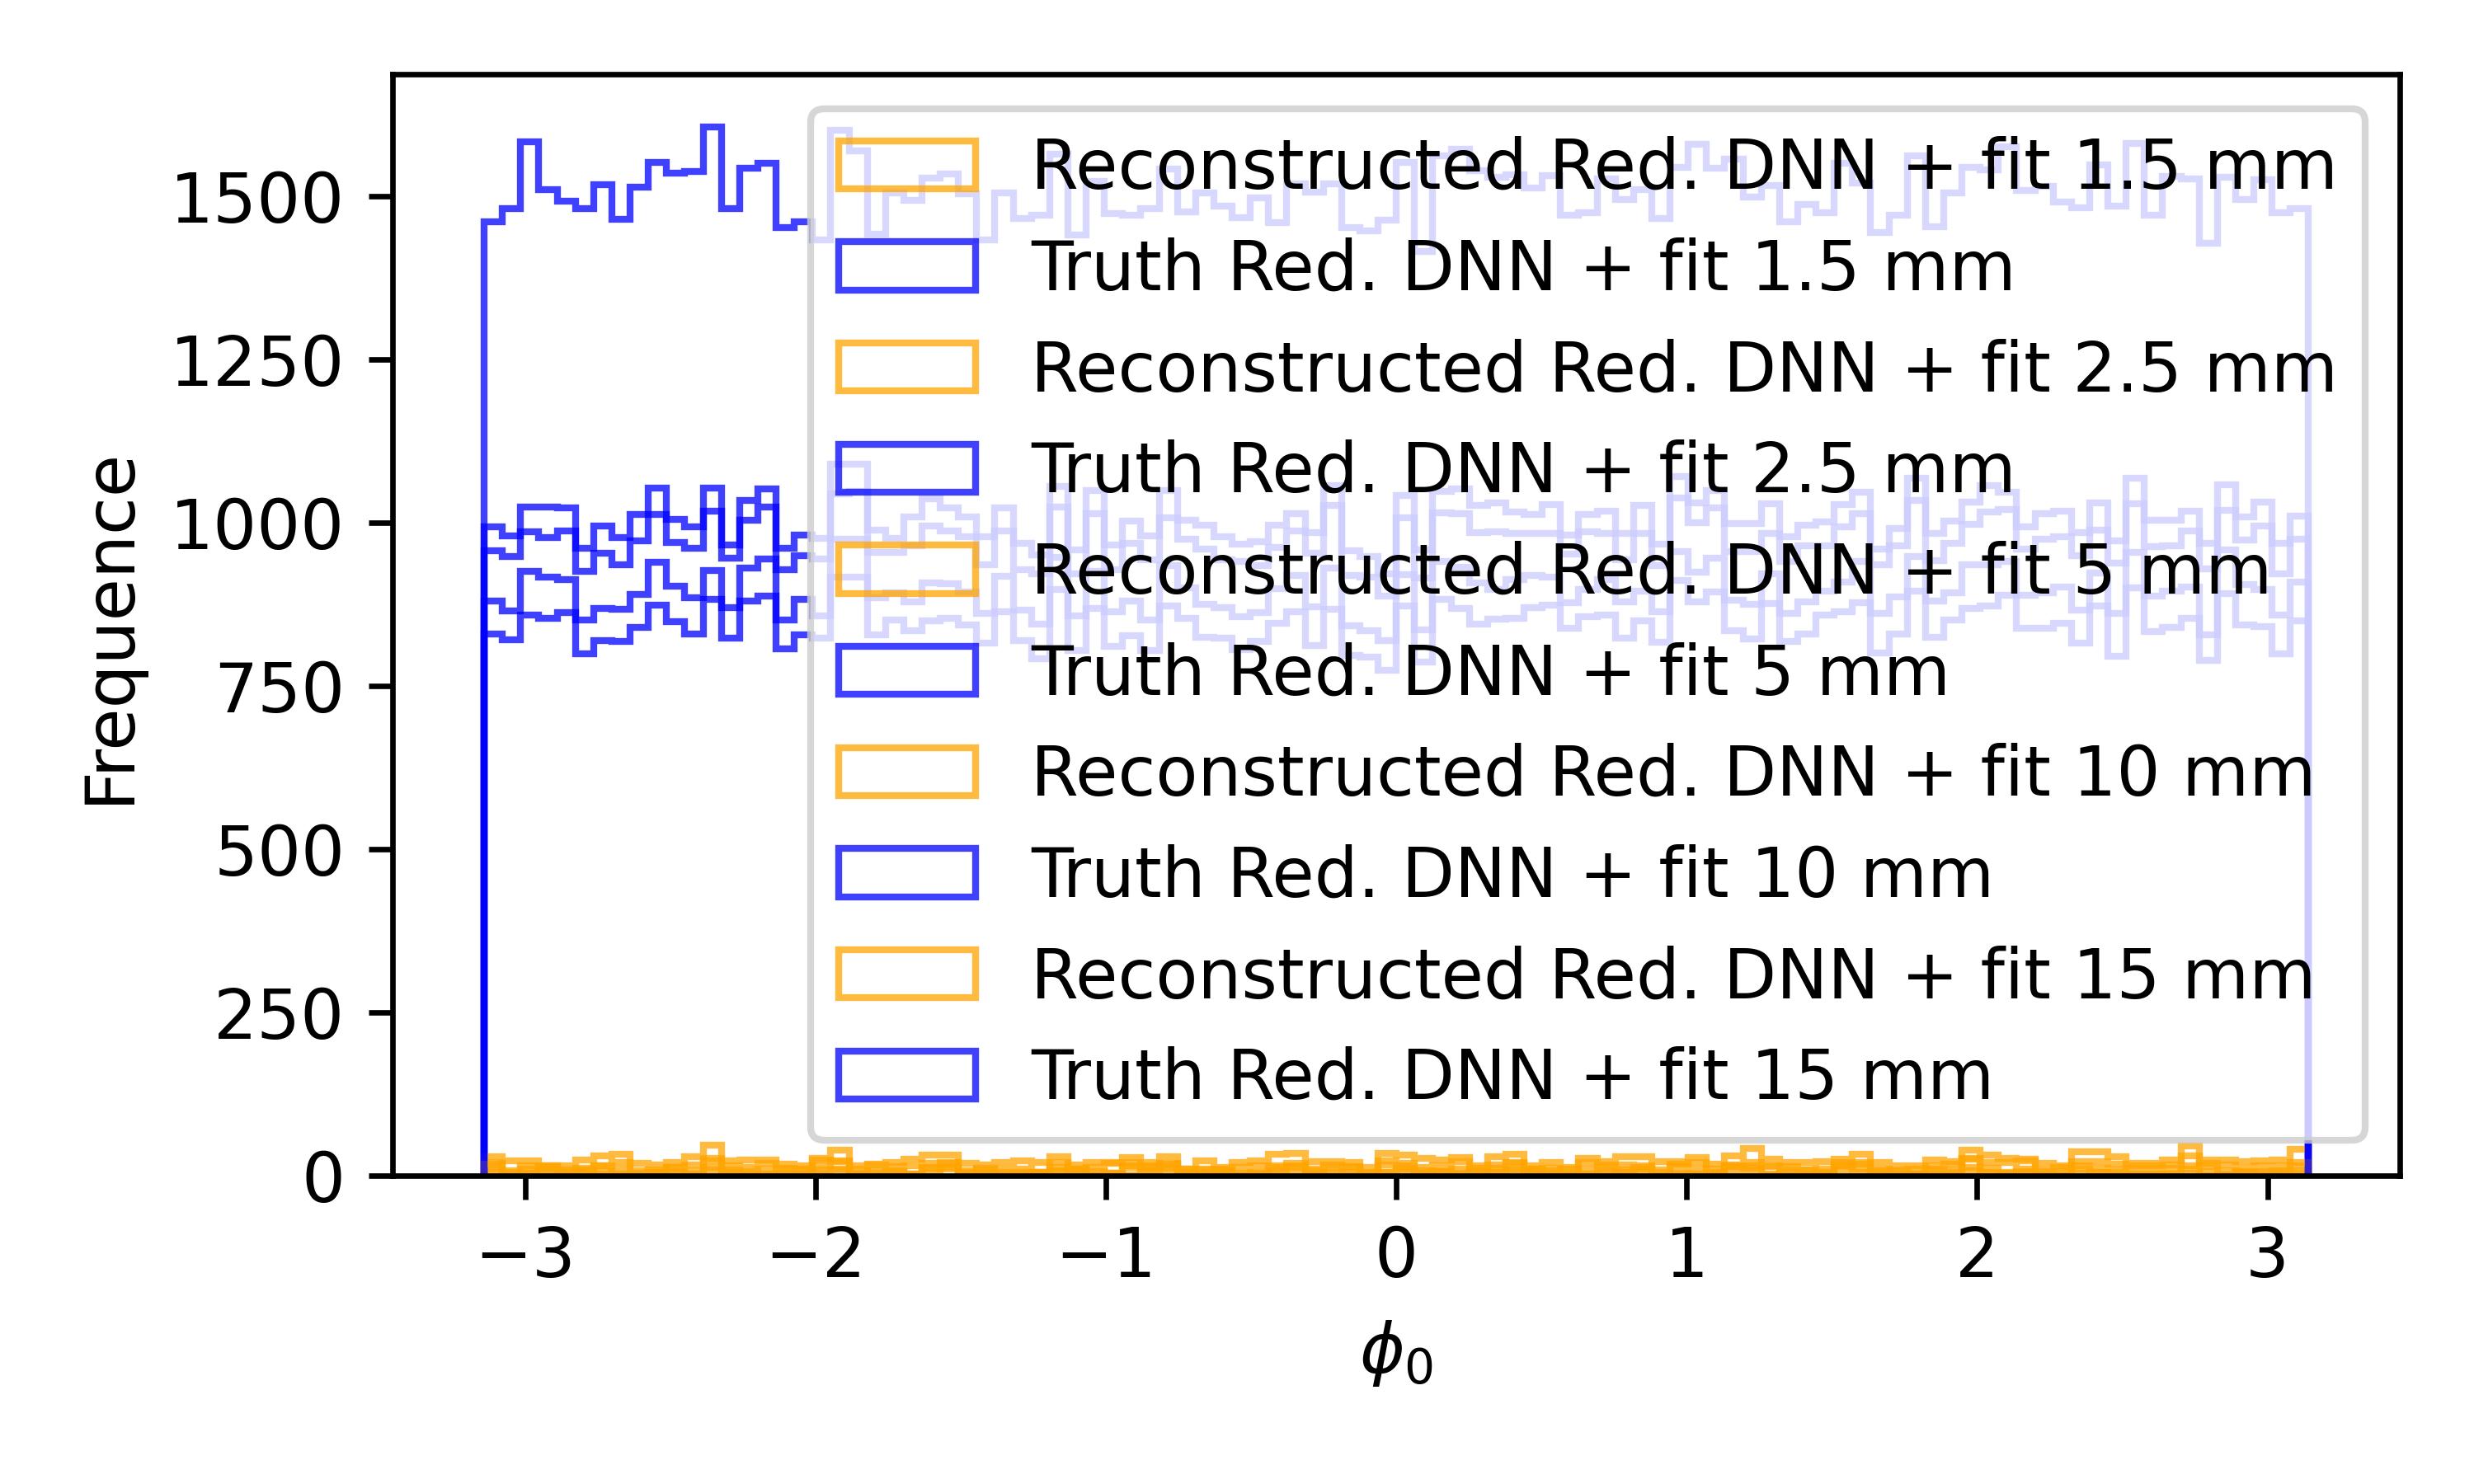 1500
1250
1000
750
500
250
0
Frequence
Reconstructed Red. DNN + fit 1.5 mm
Truth Red. DNN + fit 1.5 mm
Reconstructed Red. DNN + fit 2.5 mm
Truth Red. DNN + fit 2.5 mm
Reconstructed Red. DNN + fit 5 mm
Truth Red. DNN + fit 5 mm
Reconstructed Red. DNN + fit 10 mm
Truth Red. DNN + fit 10 mm
Reconstructed Red. DNN + fit 15 mm
Truth Red. DNN + fit 15 mm
−3 −2 −1 0 1 2 3
ϕ₀